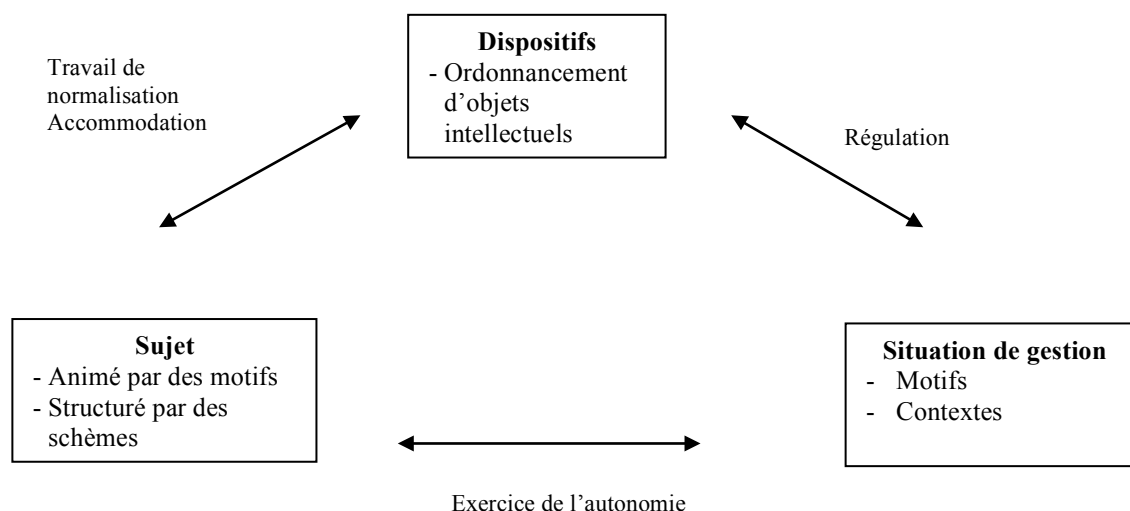 Dispositifs
- Ordonnancement
d’objets
intellectuels
Travail de
normalisation
Accommodation
Régulation
Sujet
- Animé par des motifs
- Structuré par des
schèmes
Situation de gestion
- Motifs
- Contextes
Exercice de l’autonomie